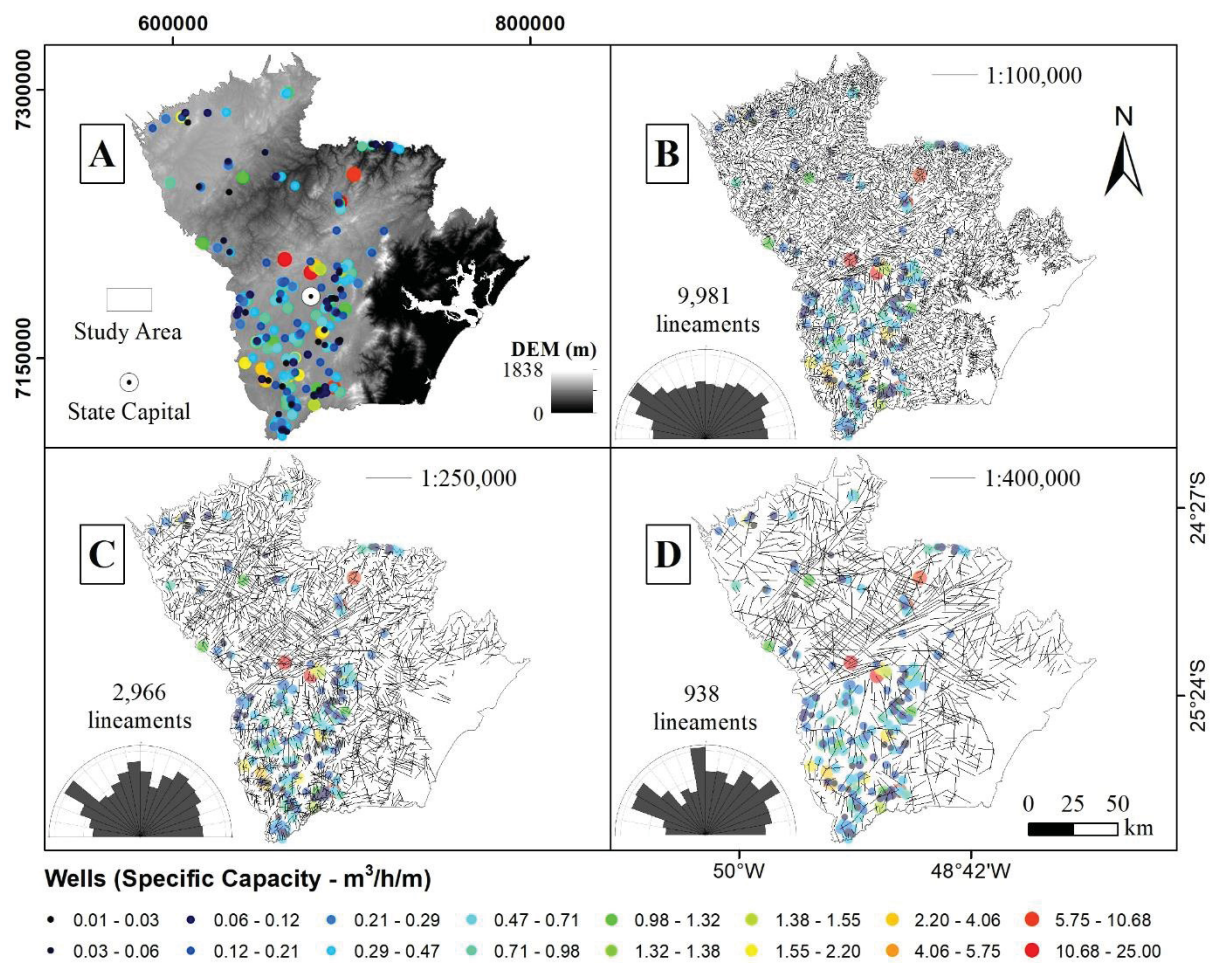 600000
800000
7300000
7150000
A
Study Area
State Capital
DEM (m)
1838
0
B
1:100,000
N
9,981
lineaments
C
1:250,000
2,966
lineaments
D
1:400,000
938
lineaments
24°27'S
25°24'S
0 25 50
km
50°W
48°42'W
Wells (Specific Capacity - m³/h/m)
0.01 - 0.03 0.06 - 0.12 0.21 - 0.29 0.47 - 0.71 0.98 - 1.32 1.38 - 1.55 2.20 - 4.06 5.75 - 10.68
0.03 - 0.06 0.12 - 0.21 0.29 - 0.47 0.71 - 0.98 1.32 - 1.38 1.55 - 2.20 4.06 - 5.75 10.68 - 25.00